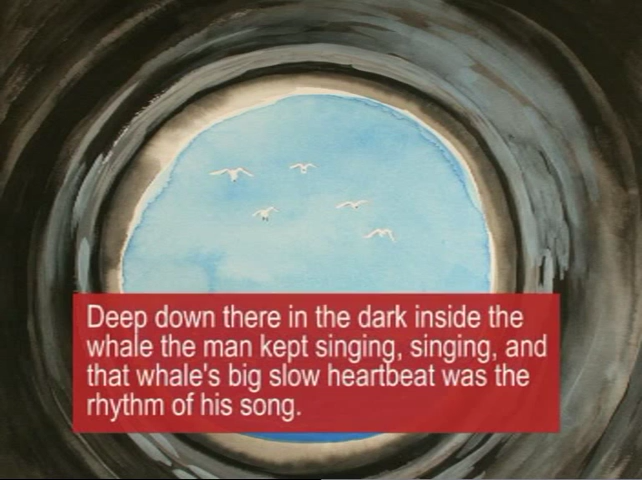 Deep down there in the dark inside the
whale the man kept singing, singing, and
that whale's big slow heartbeat was the
rhythm of his song.